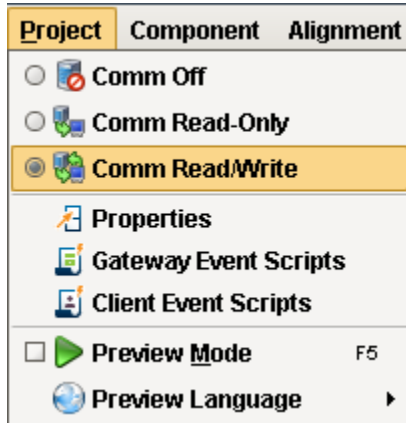 Project Component Alignment
Comm Off
Comm Read-Only
Comm Read/Write
Properties
Gateway Event Scripts
Client Event Scripts
Preview Mode F5
Preview Language